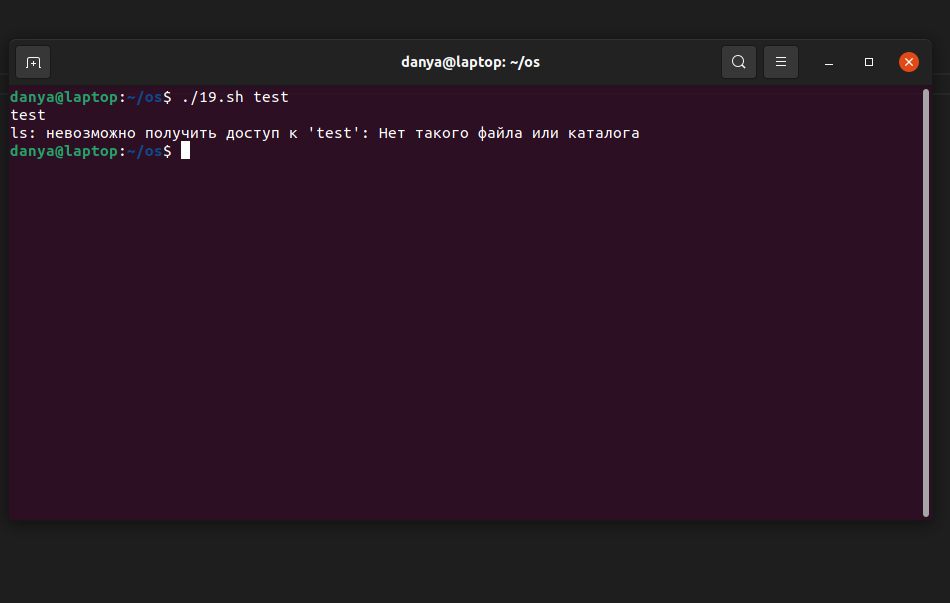 danya@laptop: ~/os
danya@laptop:~/os$ ./19.sh test
test
ls: невозможно получить доступ к 'test': Нет такого файла или каталога
danya@laptop:~/os$